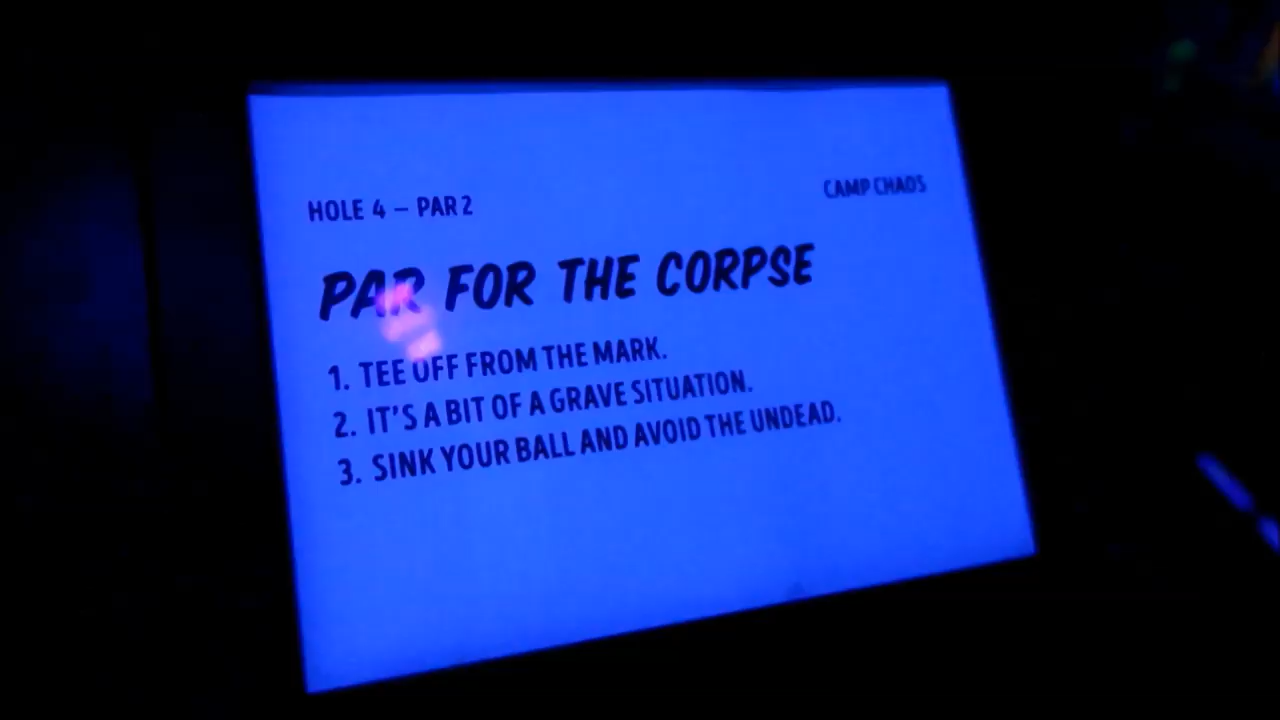 HOLE 4 – PAR 2
CAMP CHAOS
PAR FOR THE CORPSE
1. TEE OFF FROM THE MARK.
2. IT'S A BIT OF A GRAVE SITUATION.
3. SINK YOUR BALL AND AVOID THE UNDEAD.